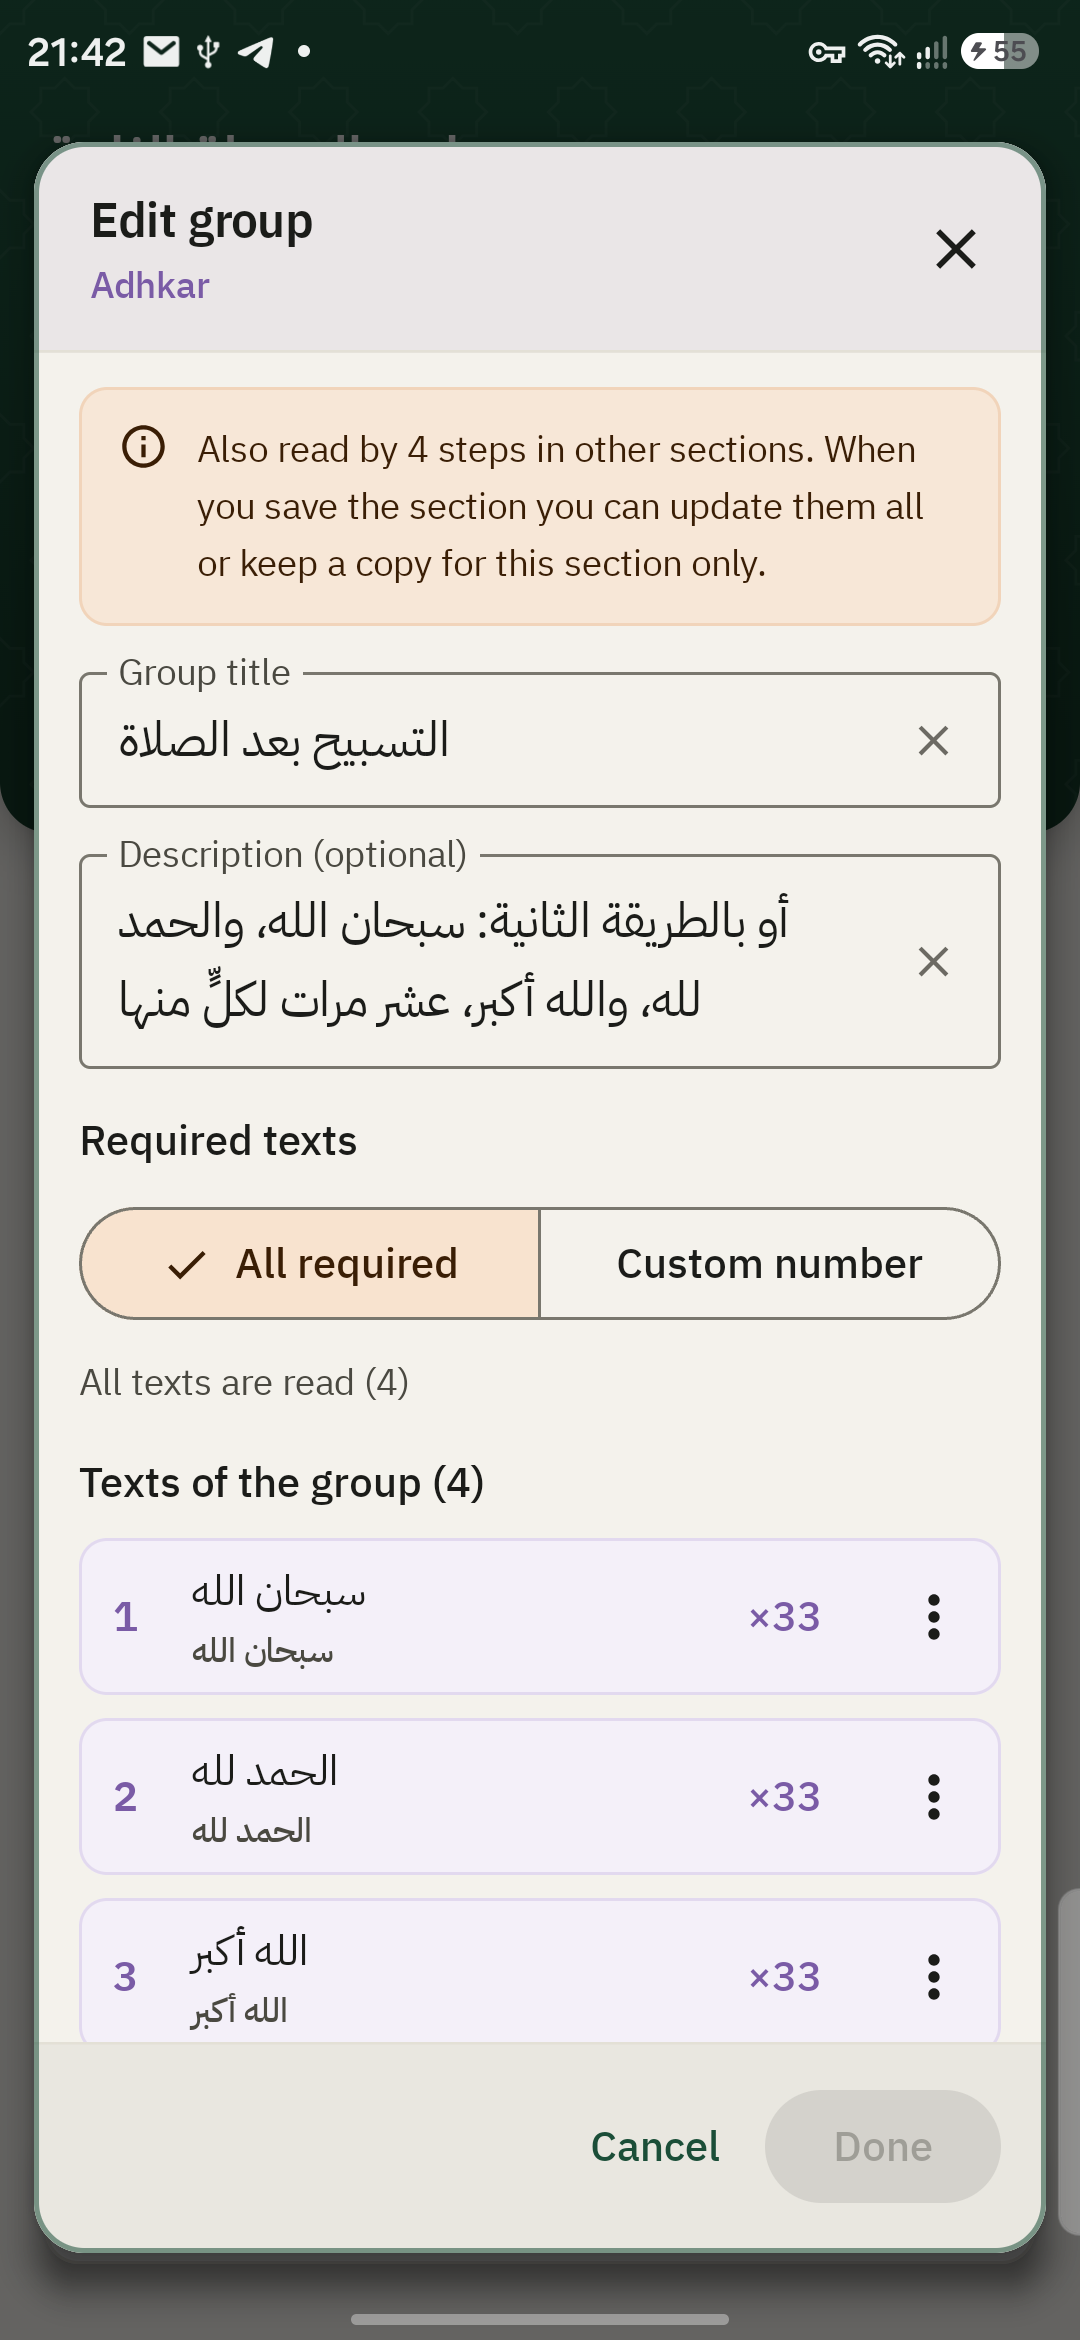 21:42
55
Edit group
Adhkar
Also read by 4 steps in other sections. When
you save the section you can update them all
or keep a copy for this section only.
Group title
التسبيح بعد الصلاة
Description (optional)
أو بالطريقة الثانية: سبحان الله، والحمد
لله، والله أكبر، عشر مرات لكلٍّ منها
Required texts
All required
Custom number
All texts are read (4)
Texts of the group (4)
1
سبحان الله
سبحان الله
×33
2
الحمد لله
الحمد لله
×33
3
الله أكبر
الله أكبر
×33
Cancel
Done